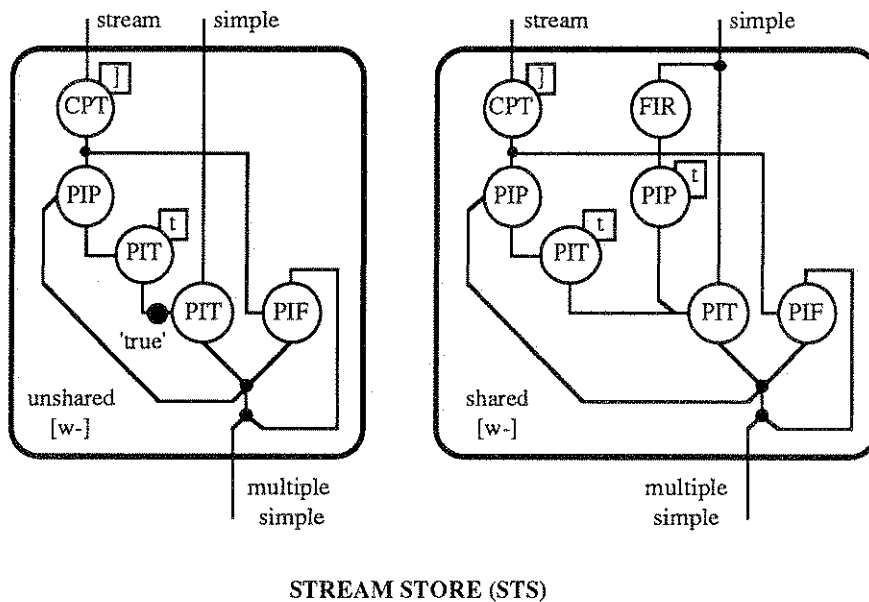 stream simple
]
CPT
PIP
t
PIT
PIT PIF
'true'
unshared
[w-]
multiple
simple
stream simple
]
CPT FIR
PIP PIP
t
t
PIT
PIT PIF
shared
[w-]
multiple
simple
STREAM STORE (STS)